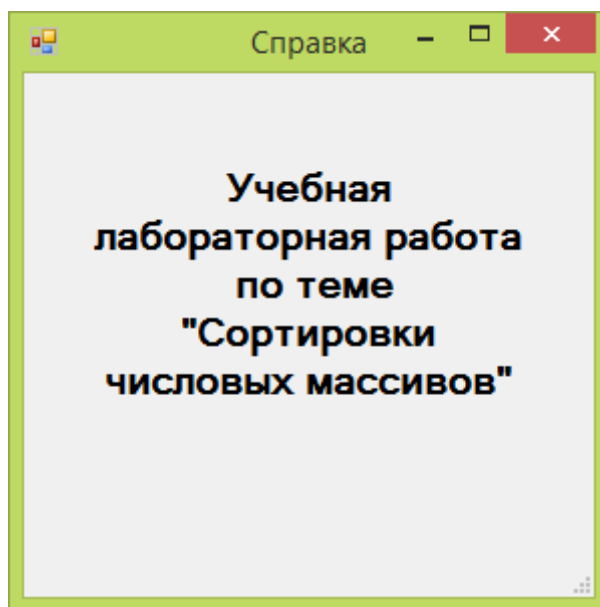 Справка
Учебная
лабораторная работа
по теме
"Сортировки
числовых массивов"